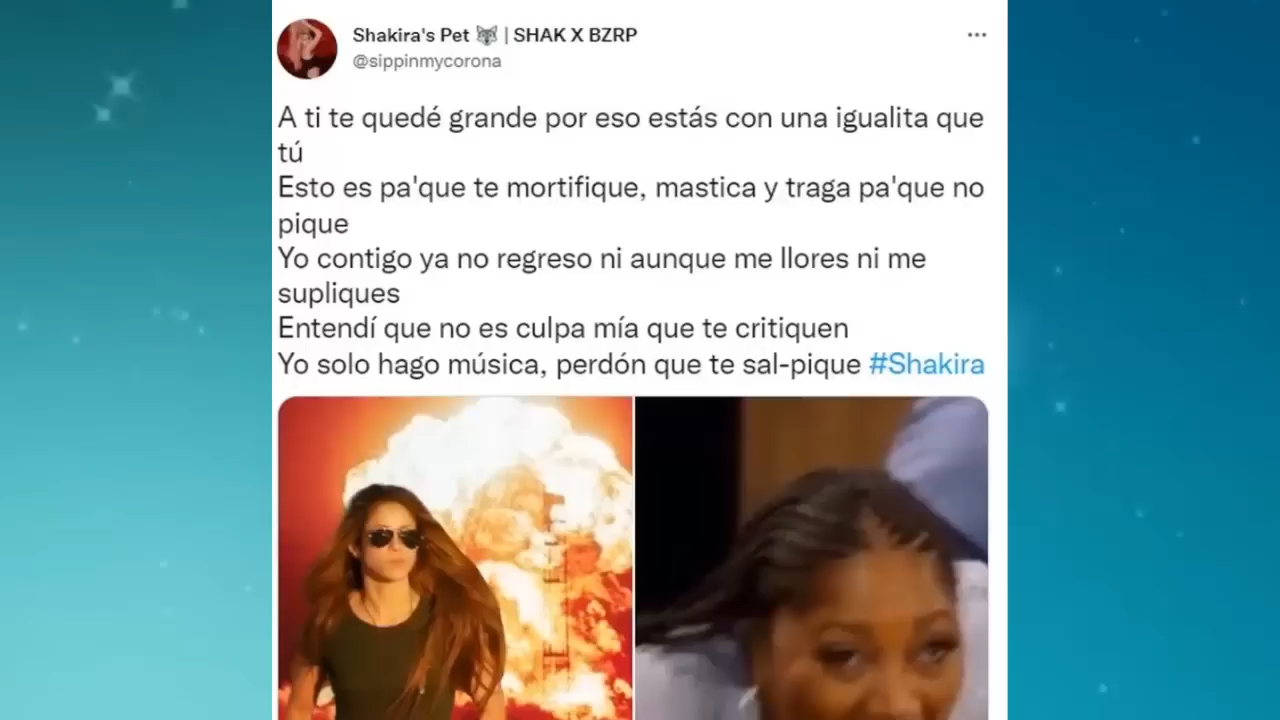 Shakira's Pet 🐺 | SHAK X BZRP
@sippinmycorona
A ti te quedé grande por eso estás con una igualita que
tú
Esto es pa'que te mortifique, mastica y traga pa'que no
pique
Yo contigo ya no regreso ni aunque me llores ni me
supliques
Entendí que no es culpa mía que te critiquen
Yo solo hago música, perdón que te sal-pique #Shakira